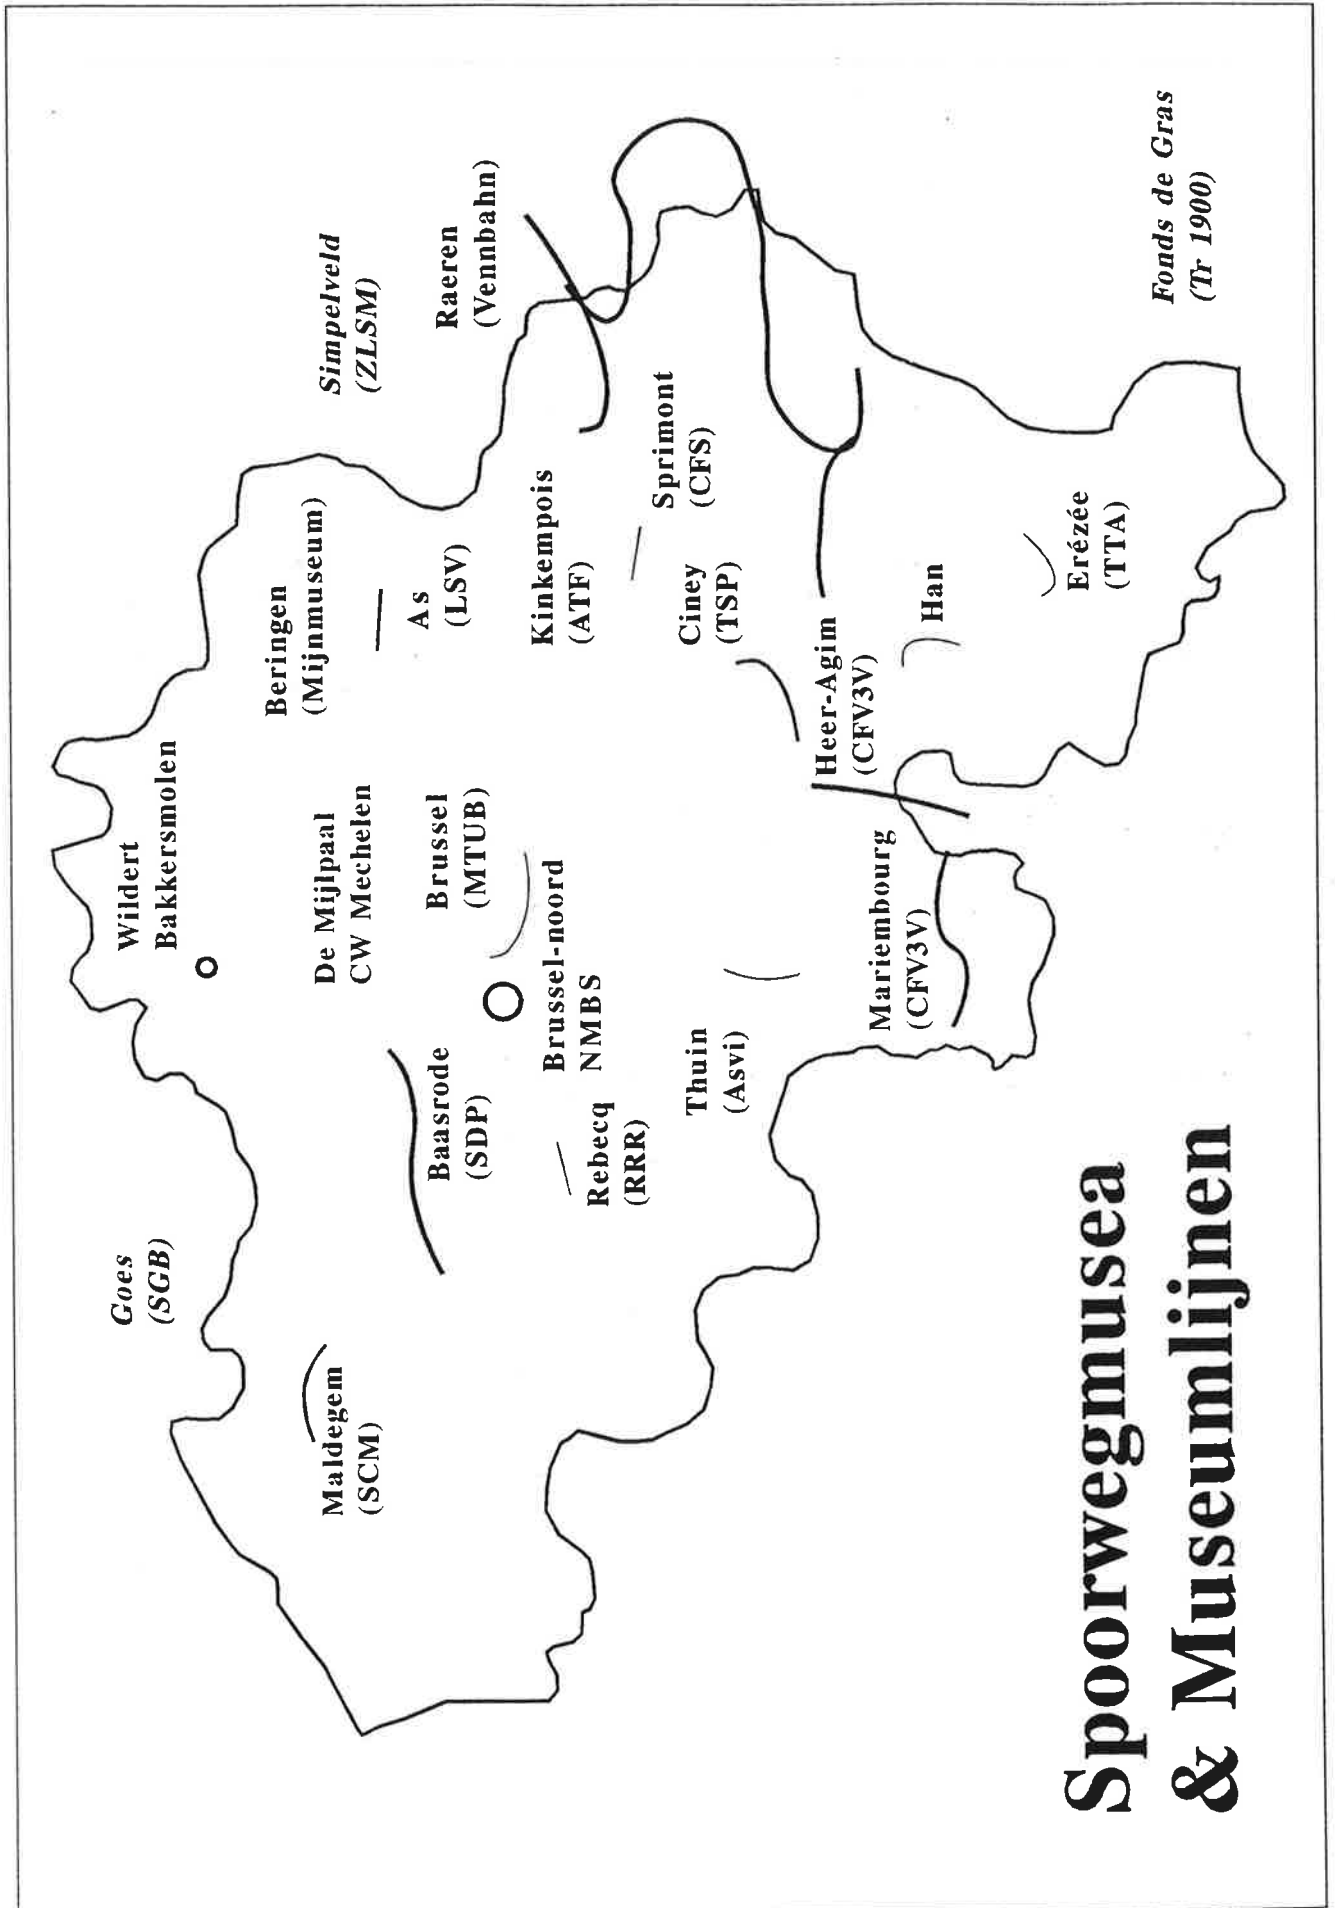 Goes
(SGB)
Wildert
Bakkersmolen
Simpelveld
(ZLSM)
Beringen
(Mijnmuseum)
De Mijlpaal
CW Mechelen
Maldegem
(SCM)
Raeren
(Vennbahn)
As
(LSV)
Brussel
(MTUB)
Baasrode
(SDP)
Kinkempois
(ATF)
Brussel-noord
NMBS
Rebecq
(RRR)
Sprimont
(CFS)
Ciney
(TSP)
Thuin
(Asvi)
Heer-Agim
(CFV3V)
Mariembourg
(CFV3V)
Han
Erézée
(TTA)
Fonds de Gras
(Tr 1900)
Spoorwegmusea
& Museumlijnen